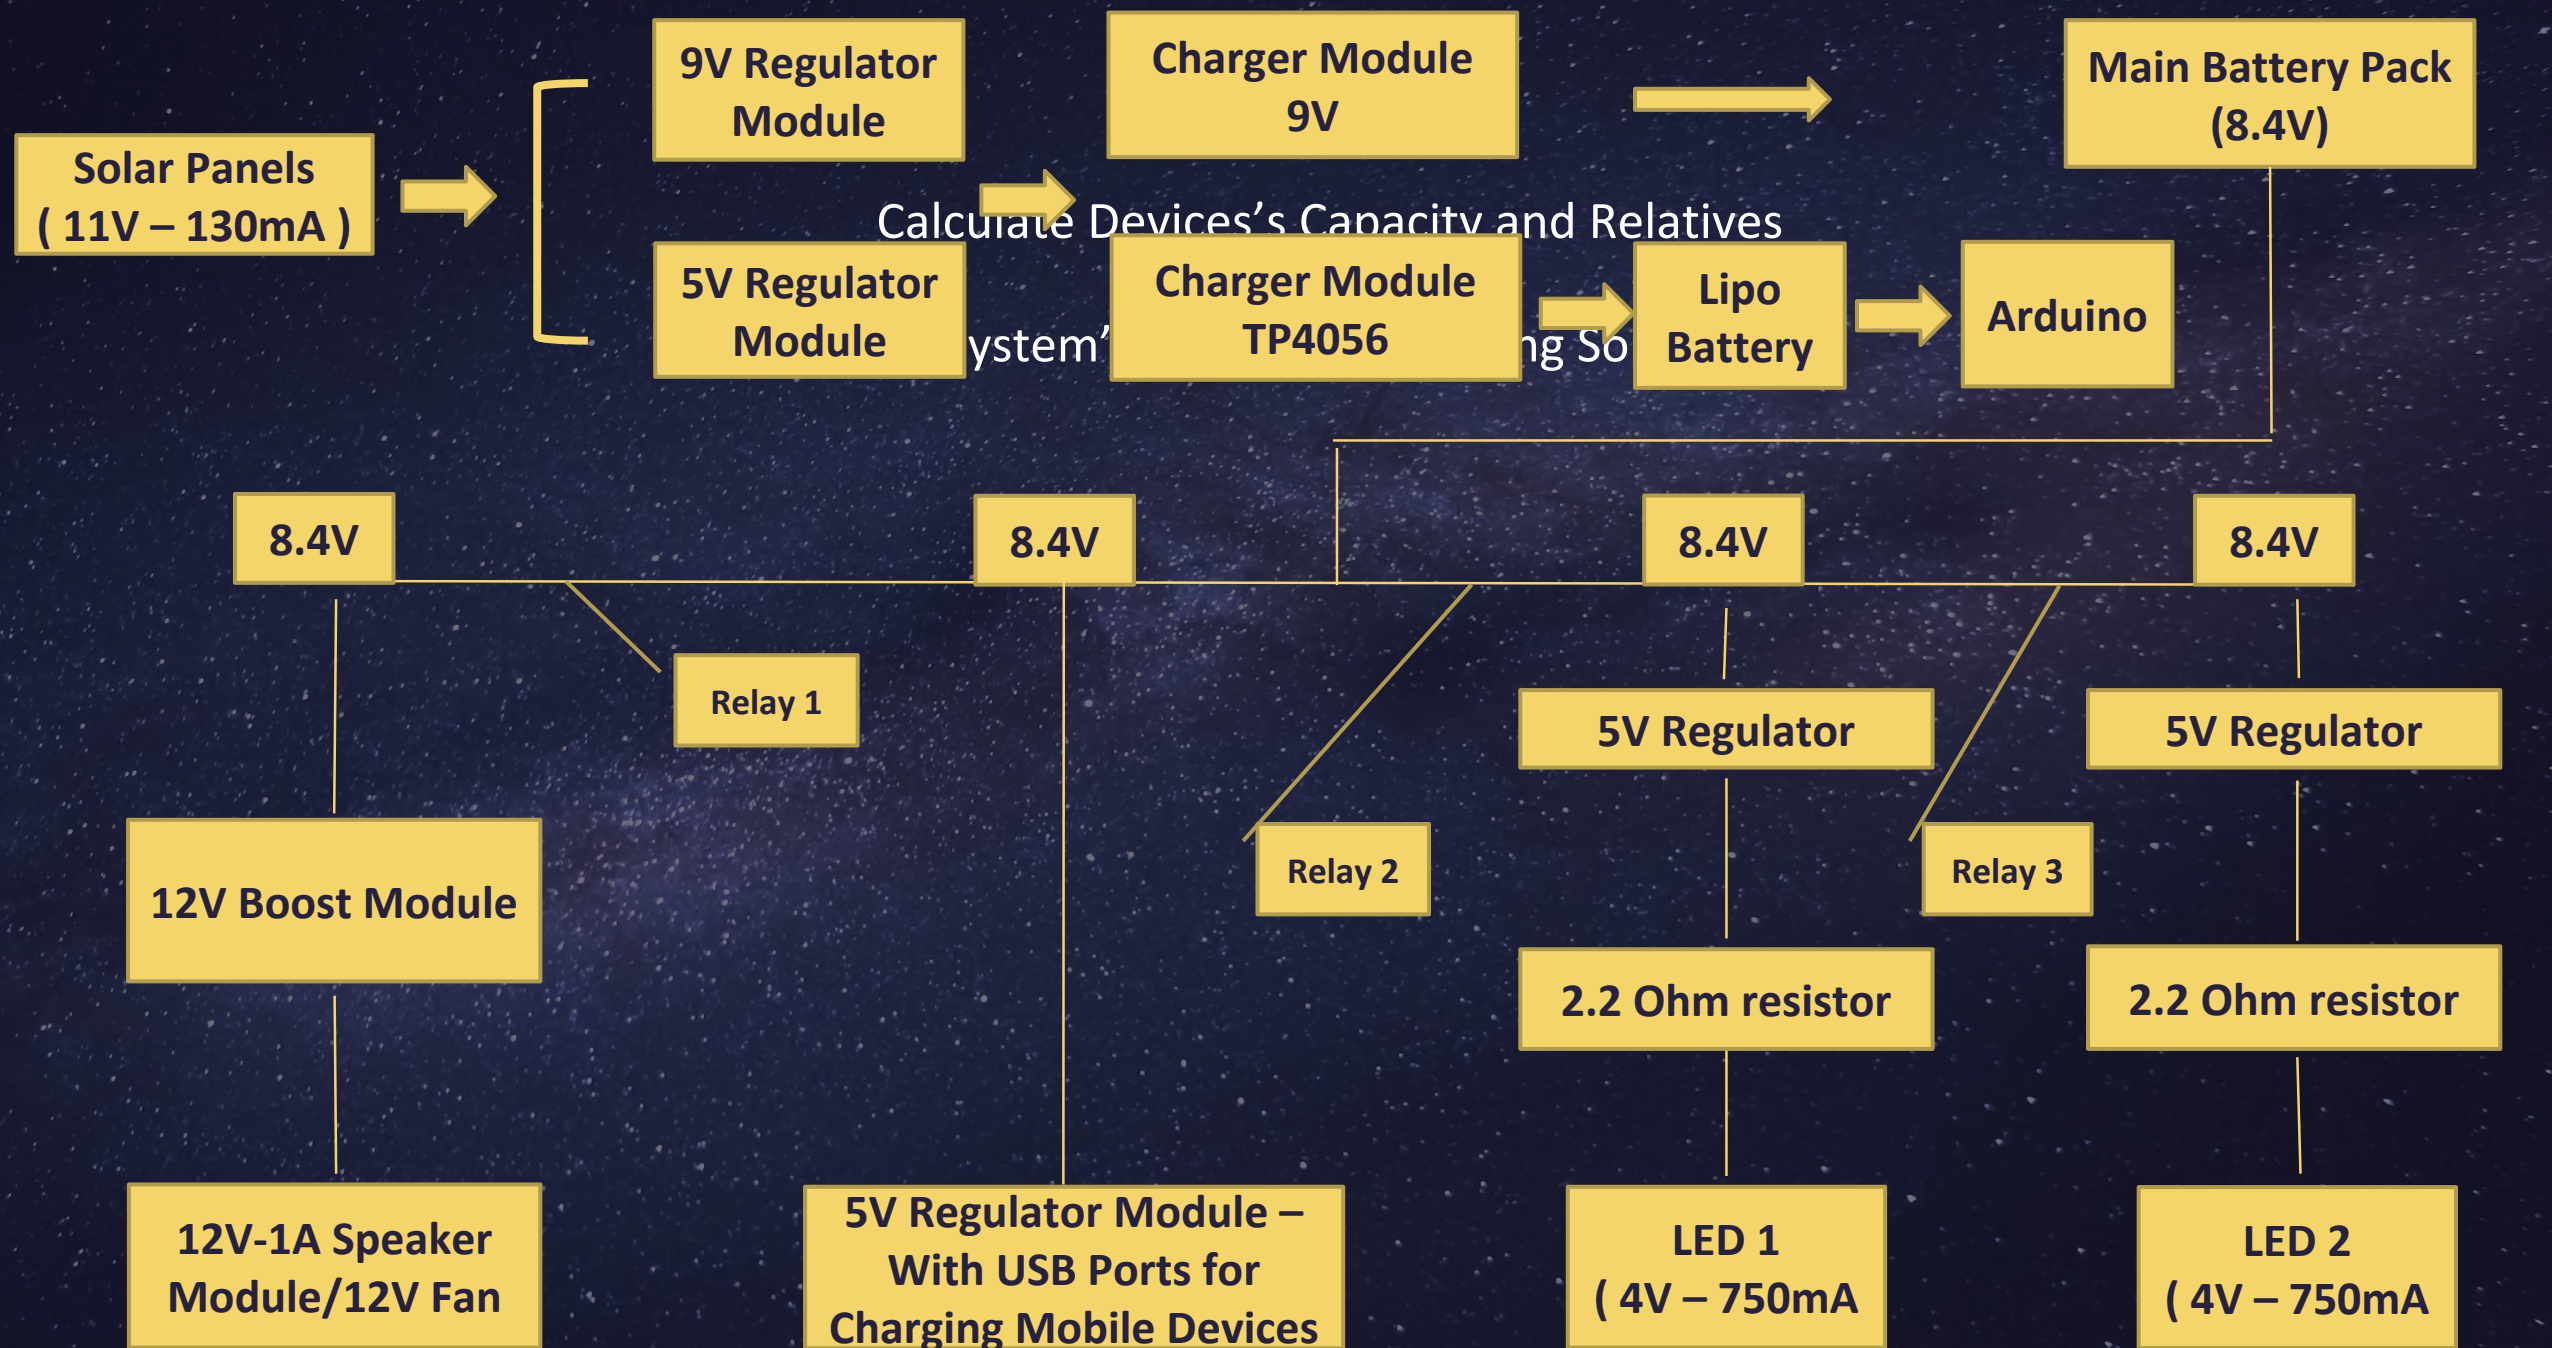 Solar Panels
( 11V – 130mA )
9V Regulator
Module
5V Regulator
Module
Charger Module
9V
Charger Module
TP4056
Main Battery Pack
(8.4V)
Lipo
Battery
Arduino
Calculate Devices’s Capacity and Relatives
8.4V
8.4V
8.4V
8.4V
Relay 1
Relay 2
Relay 3
12V Boost Module
12V-1A Speaker
Module/12V Fan
5V Regulator Module –
With USB Ports for
Charging Mobile Devices
5V Regulator
2.2 Ohm resistor
LED 1
( 4V – 750mA
5V Regulator
2.2 Ohm resistor
LED 2
( 4V – 750mA